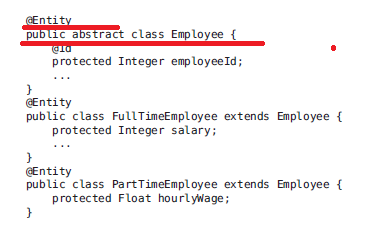 @Entity
public abstract class Employee {
    @Id
    protected Integer employeeId;
    ...
}
@Entity
public class FullTimeEmployee extends Employee {
    protected Integer salary;
    ...
}
@Entity
public class PartTimeEmployee extends Employee {
    protected Float hourlyWage;
}